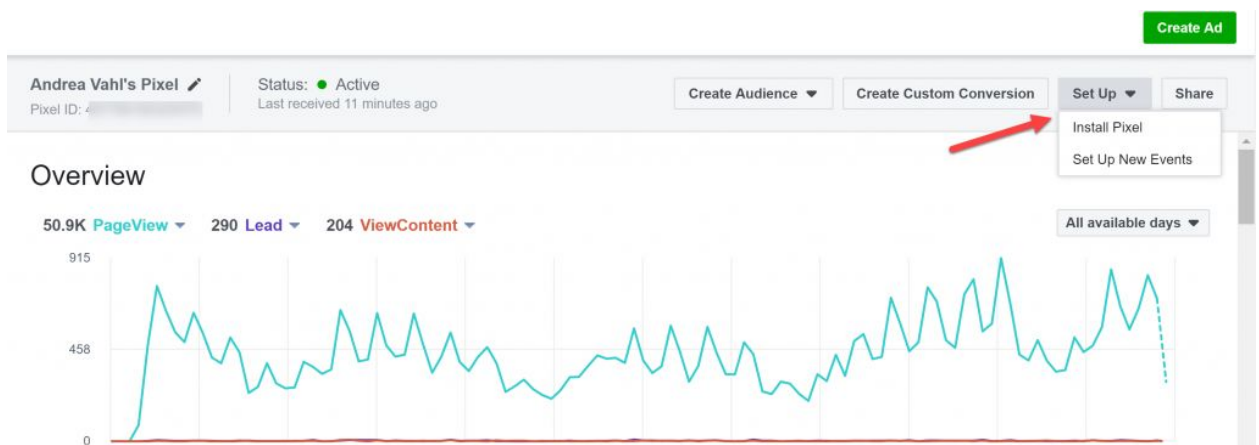 Create Ad
Andrea Vahl's Pixel
Status: Active
Create Audience
Create Custom Conversion
Set Up
Share
Pixel ID:
Last received 11 minutes ago
Install Pixel
Set Up New Events
Overview
50.9K PageView 290 Lead 204 ViewContent
All available days
915
458
0